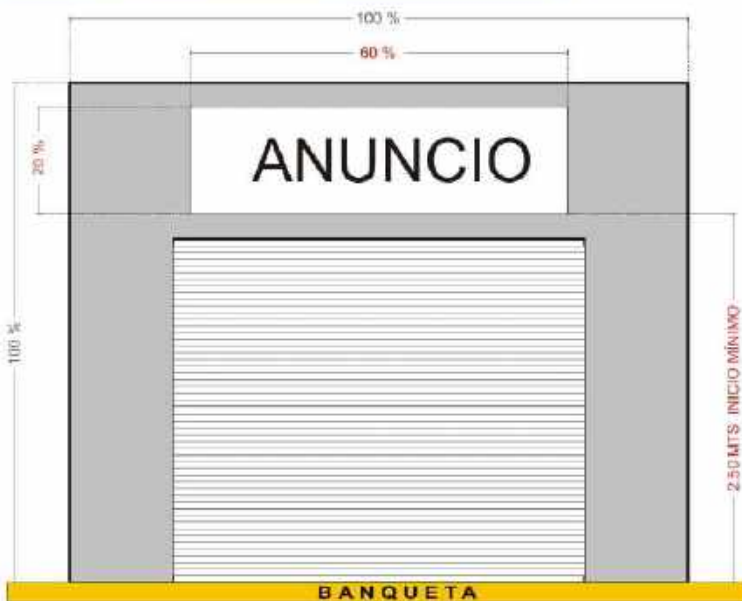 100 %
60 %
20 %
ANUNCIO
100 %
2.50 MTS INICIO MÍNIMO
BANQUETA